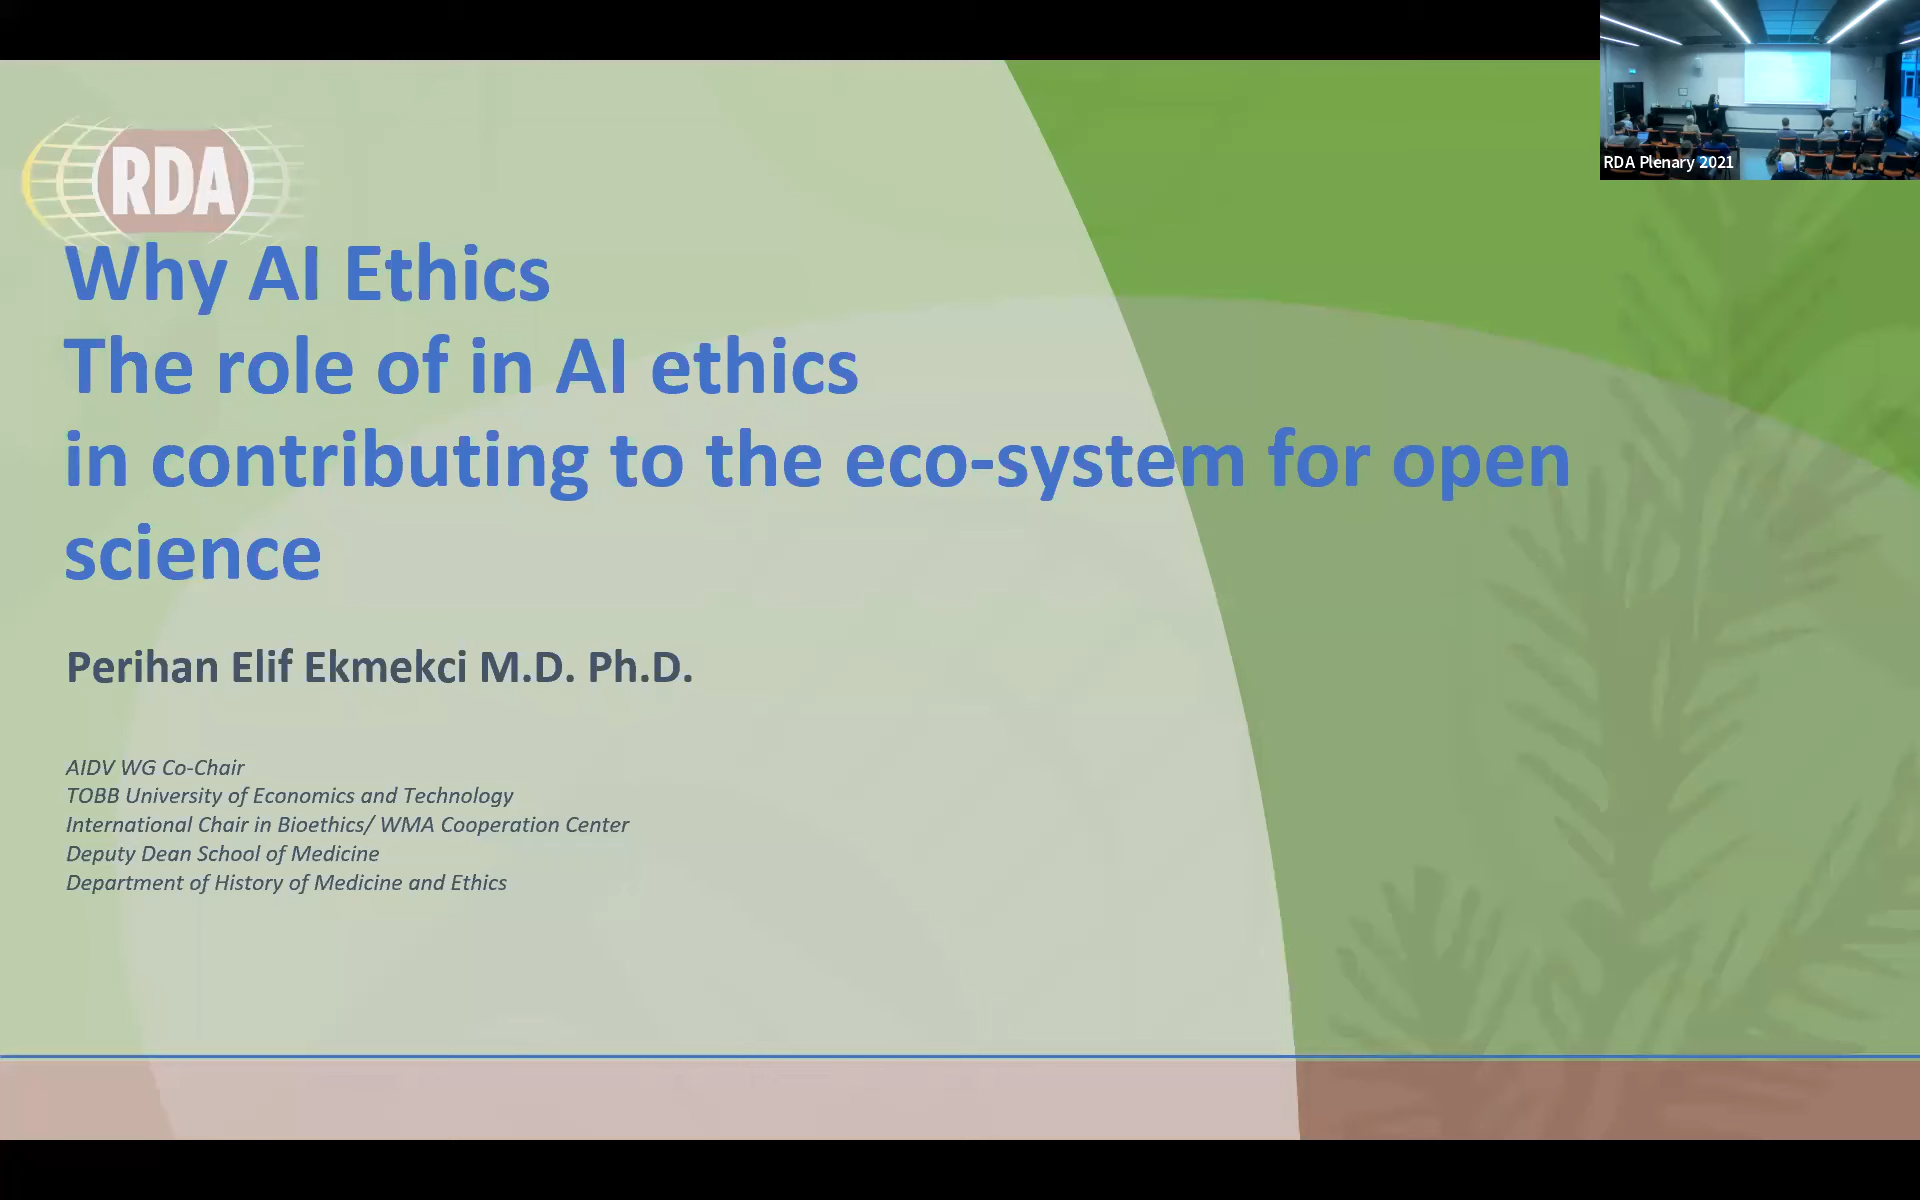 RDA Plenary 2021
RDA
Why AI Ethics
The role of in AI ethics
in contributing to the eco-system for open
science
Perihan Elif Ekmekci M.D. Ph.D.
AIDV WG Co-Chair
TOBB University of Economics and Technology
International Chair in Bioethics/ WMA Cooperation Center
Deputy Dean School of Medicine
Department of History of Medicine and Ethics